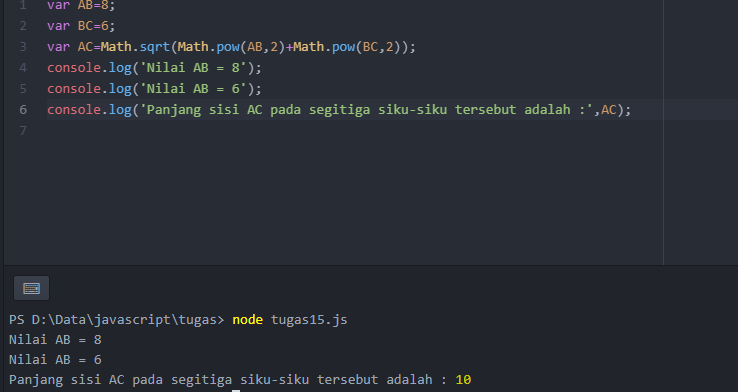 1 var AB=8;
2 var BC=6;
3 var AC=Math.sqrt(Math.pow(AB,2)+Math.pow(BC,2));
4 console.log('Nilai AB = 8');
5 console.log('Nilai AB = 6');
6 console.log('Panjang sisi AC pada segitiga siku-siku tersebut adalah :',AC);
7
PS D:\Data\javascript\tugas> node tugas15.js
Nilai AB = 8
Nilai AB = 6
Panjang sisi AC pada segitiga siku-siku tersebut adalah : 10